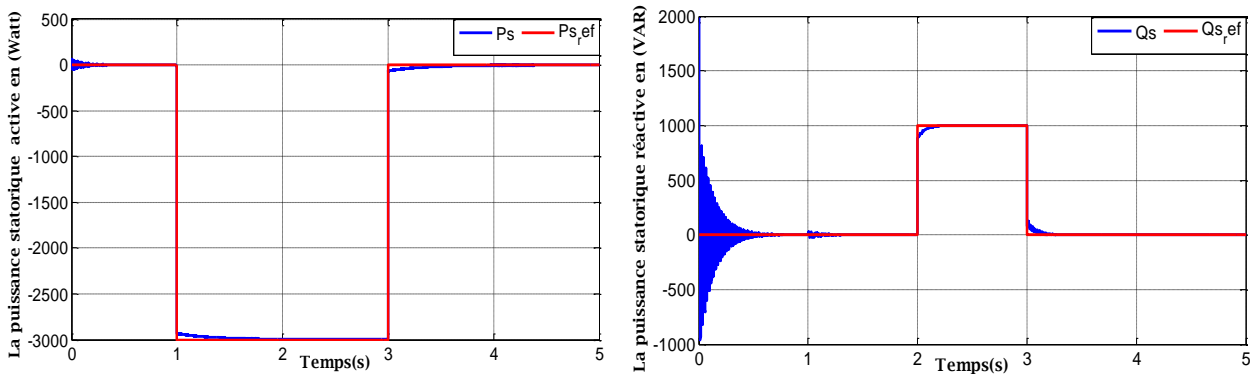 La puissance statorique active en (Watt)
500
0
-500
-1000
-1500
-2000
-2500
-3000
0 1 2 3 4 5
Temps(s)
Ps Ps_ref
La puissance statorique réactive en (VAR)
2000
1500
1000
500
0
-500
-1000
0 1 2 3 4 5
Temps(s)
Qs Qs_ref